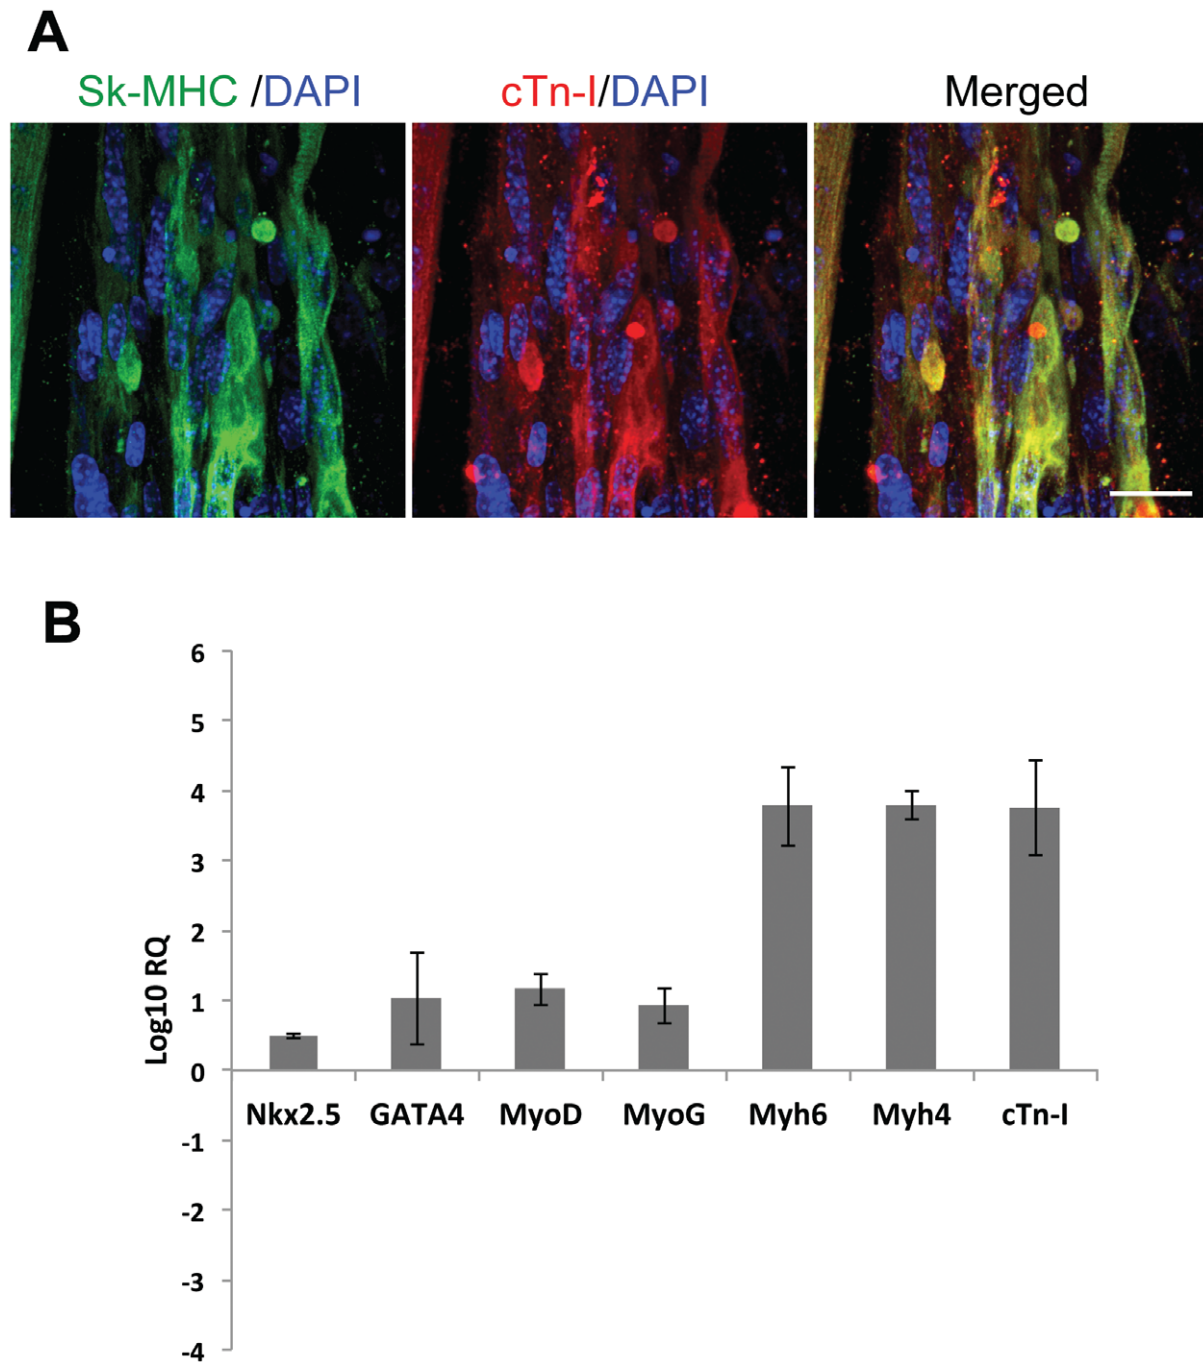 A
Sk-MHC /DAPI
cTn-I/DAPI
Merged
B
6
5
4
3
2
1
0
-1
-2
-3
-4
Log10 RQ
Nkx2.5 GATA4 MyoD MyoG Myh6 Myh4 cTn-I